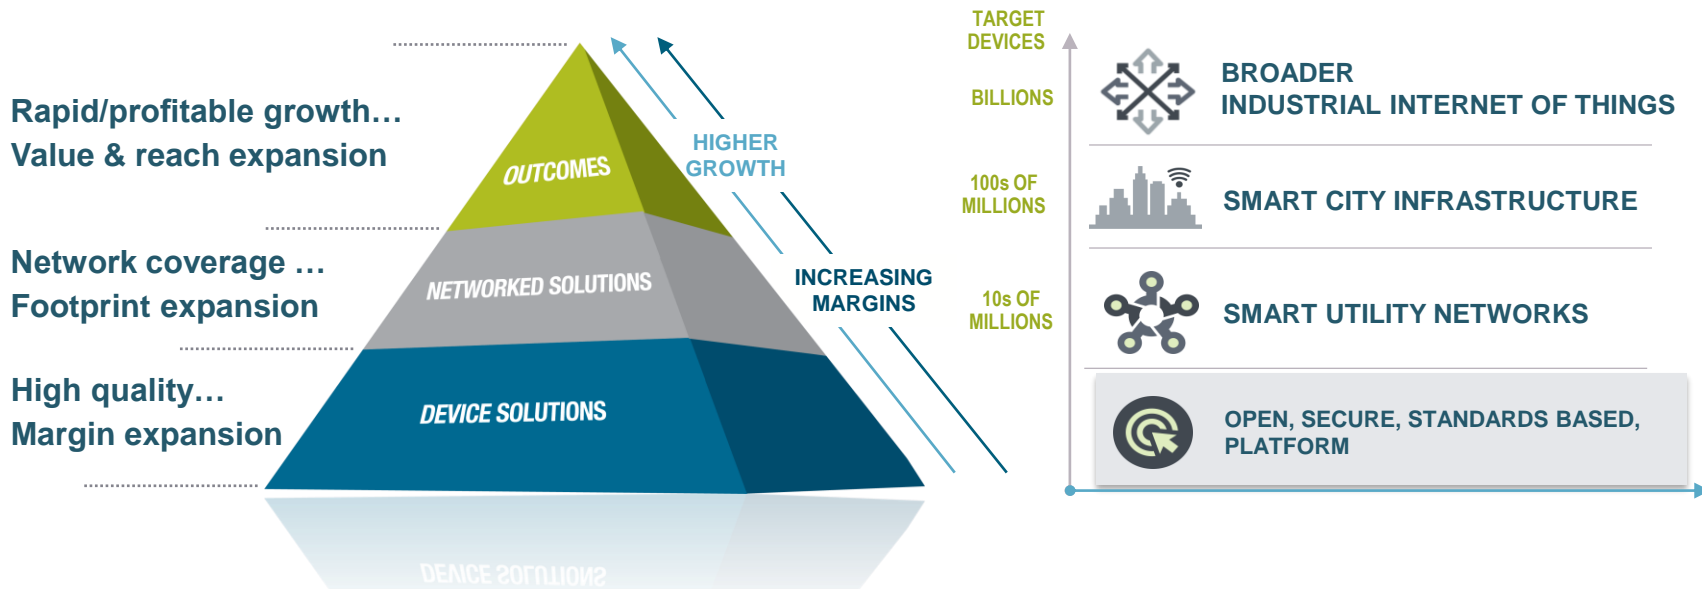 Rapid/profitable growth…
Value & reach expansion
Network coverage …
Footprint expansion
High quality…
Margin expansion
OUTCOMES
NETWORKED SOLUTIONS
DEVICE SOLUTIONS
DEVICE SOLUTIONS
HIGHER
GROWTH
INCREASING
MARGINS
TARGET
DEVICES
BILLIONS
BROADER
INDUSTRIAL INTERNET OF THINGS
100s OF
MILLIONS
SMART CITY INFRASTRUCTURE
10s OF
MILLIONS
SMART UTILITY NETWORKS
OPEN, SECURE, STANDARDS BASED,
PLATFORM